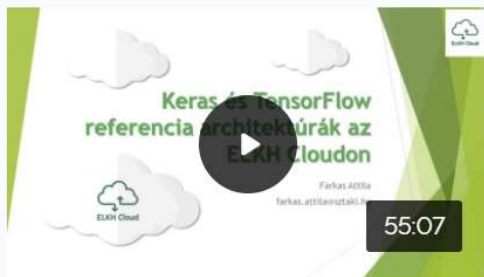 ELKH Cloud
Keras és TensorFlow
referencia architektúrák az
ELKH Cloudon
Farkas Attila
farkas.attila@sztaki.hu
ELKH Cloud
55:07